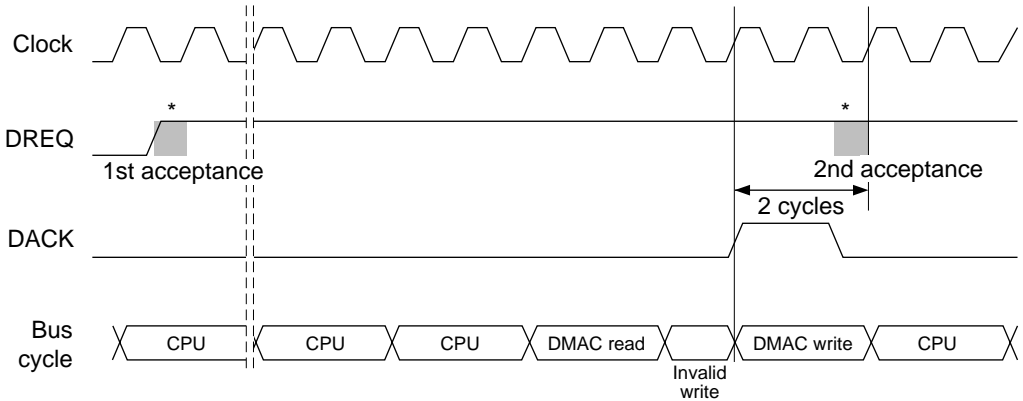 Clock
* *
DREQ
1st acceptance 2nd acceptance
2 cycles
DACK
Bus
cycle
CPU CPU CPU DMAC read DMAC write CPU
Invalid
write